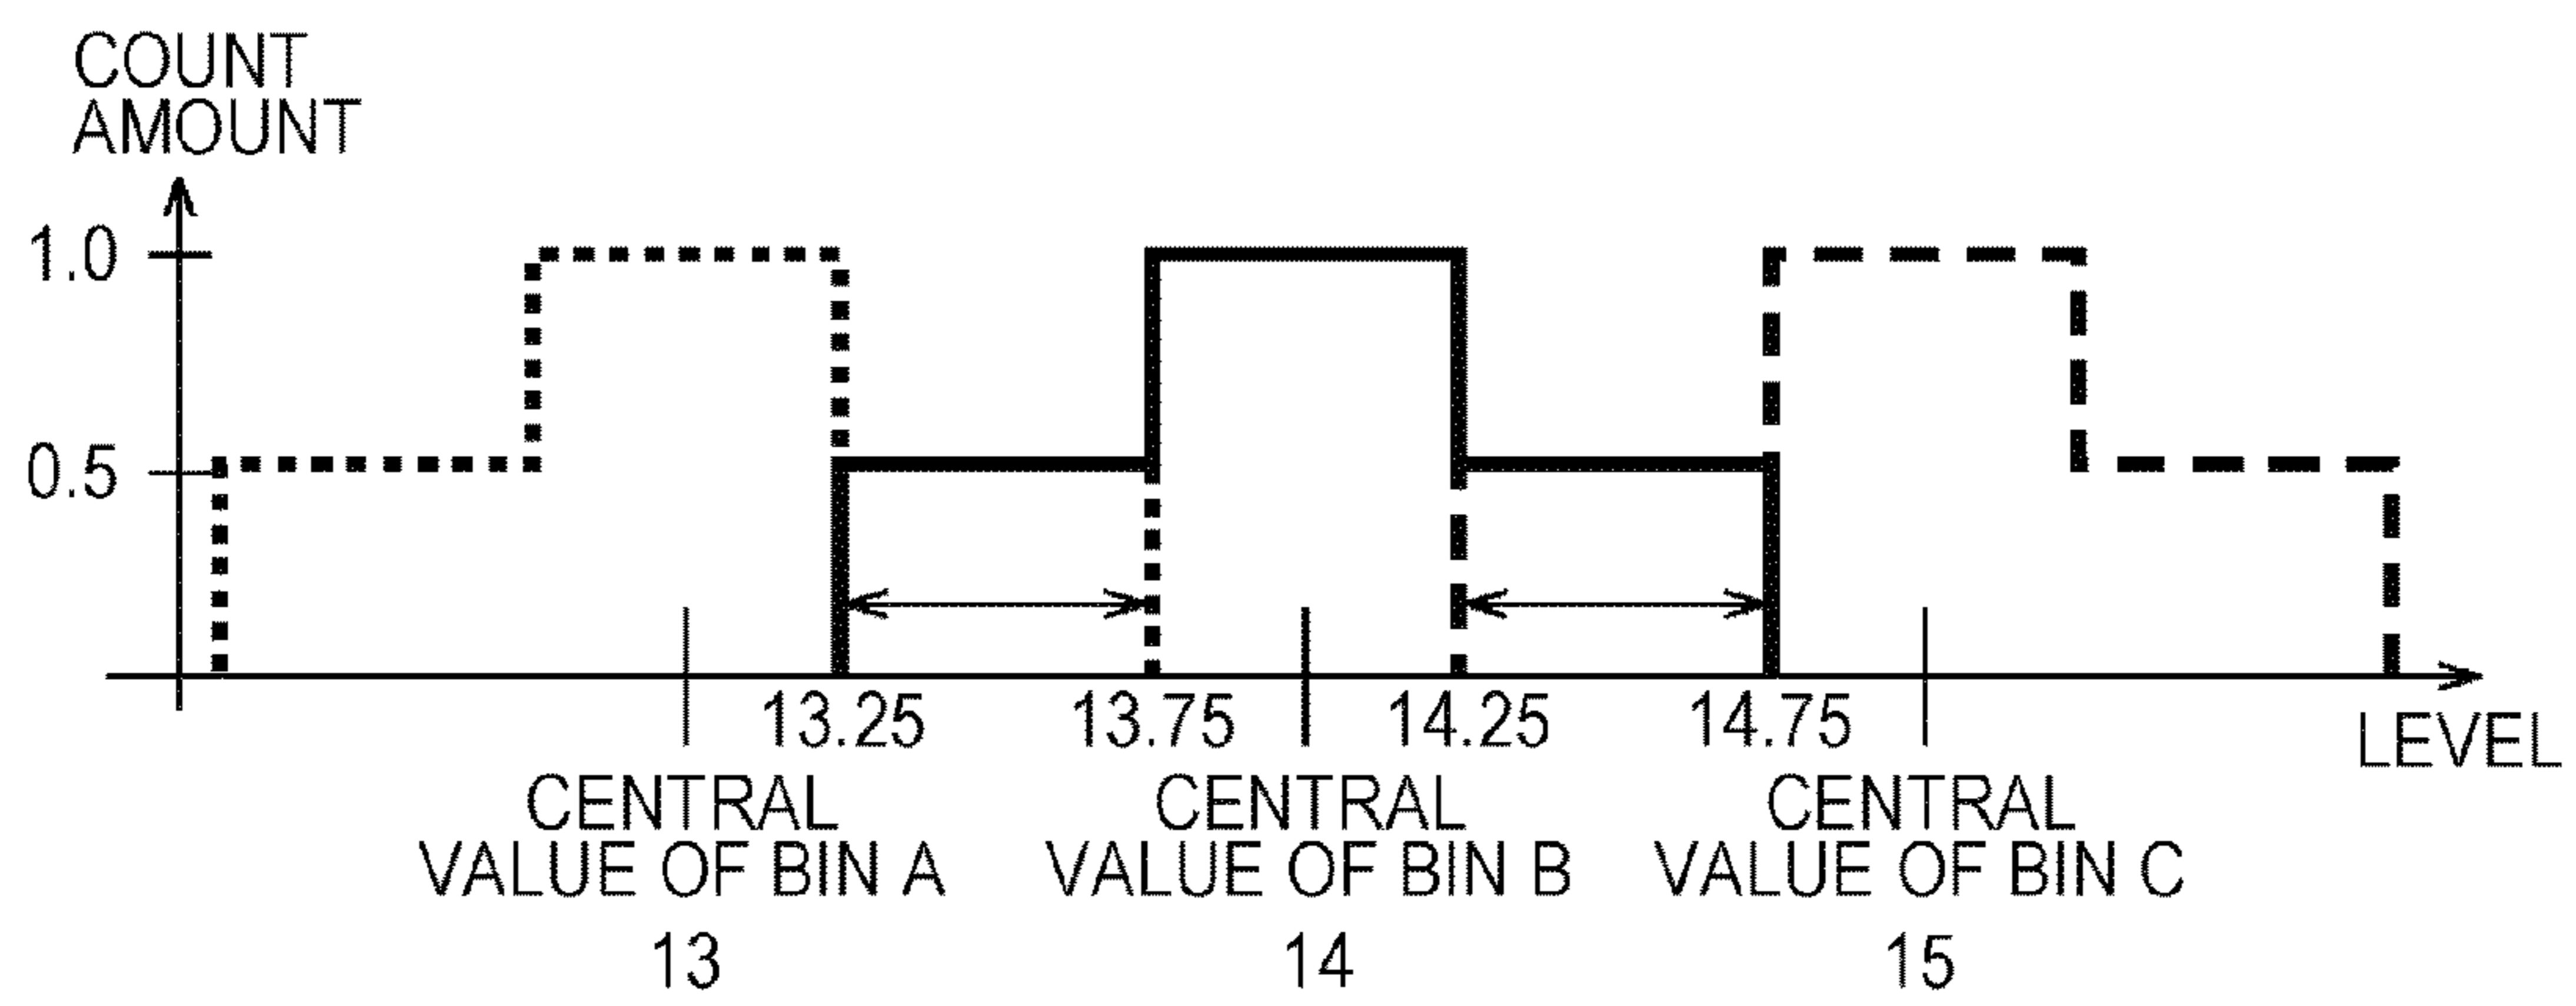 COUNT
AMOUNT
1.0
0.5
13.25
13.75
14.25
14.75
LEVEL
CENTRAL
VALUE OF BIN A
13
CENTRAL
VALUE OF BIN B
14
CENTRAL
VALUE OF BIN C
15